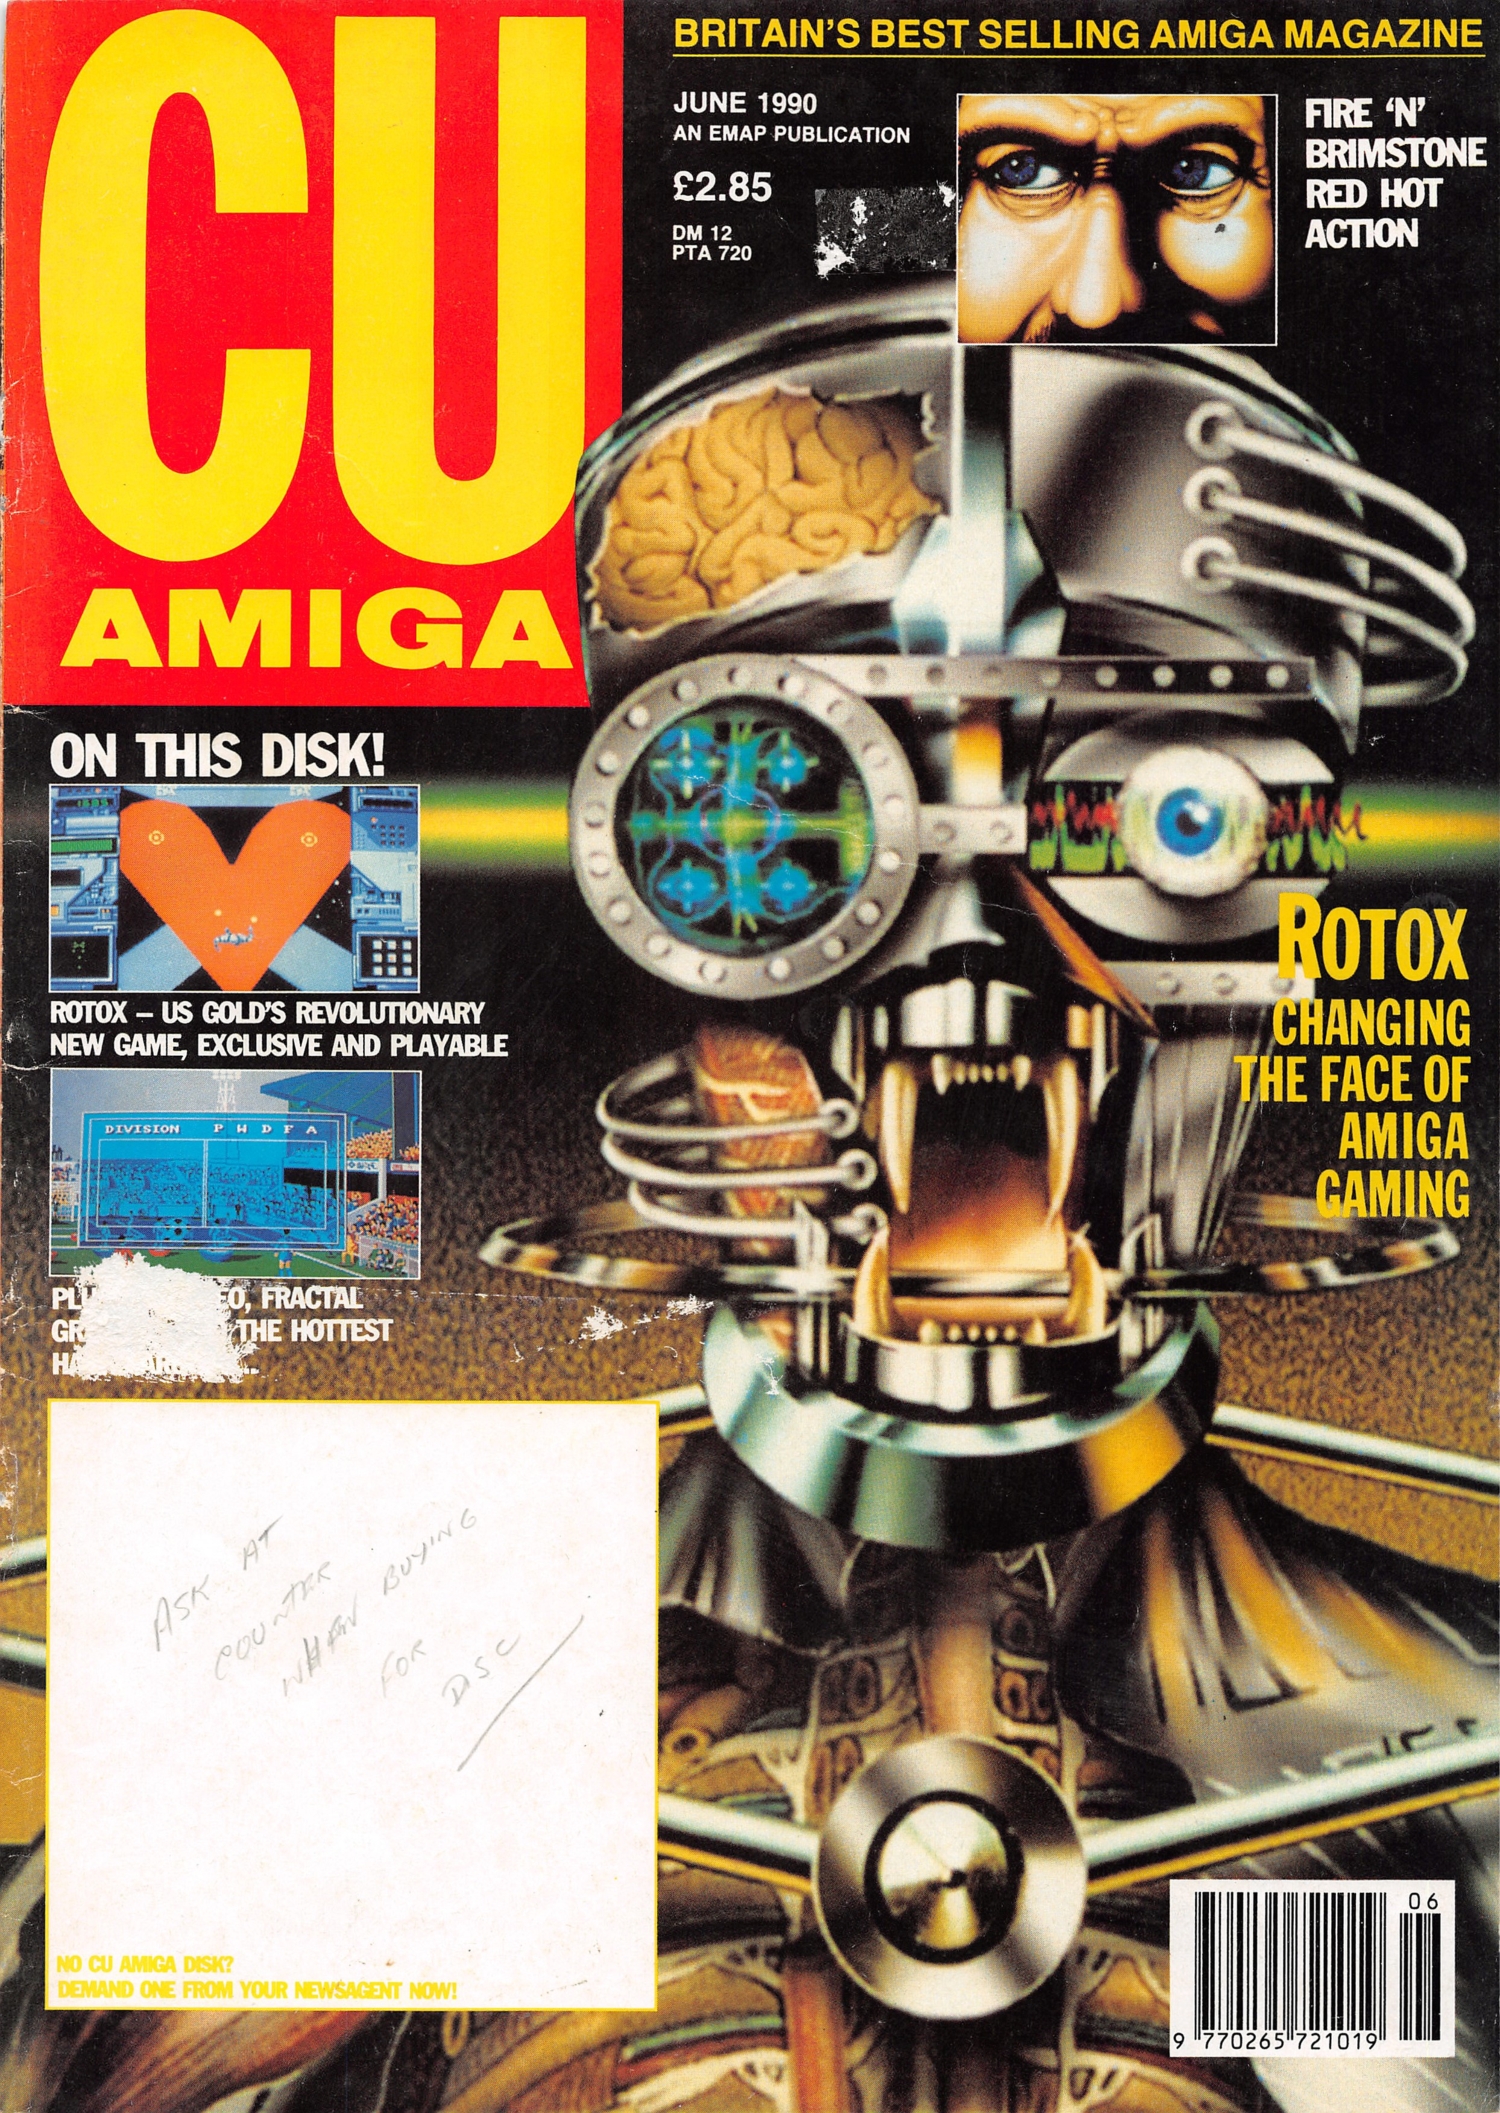 BRITAIN'S BEST SELLING AMIGA MAGAZINE
CU
AMIGA
JUNE 1990
AN EMAP PUBLICATION
£2.85
DM 12
PTA 720
FIRE 'N'
BRIMSTONE
RED HOT
ACTION
ON THIS DISK!
ROTOX – US GOLD'S REVOLUTIONARY
NEW GAME, EXCLUSIVE AND PLAYABLE
DIVISION P W D F A
FRACTAL
THE HOTTEST
ROTOX
CHANGING
THE FACE OF
AMIGA
GAMING
ASK AT
COUNTER
WHEN BUYING
FOR
DISC
NO CU AMIGA DISK?
DEMAND ONE FROM YOUR NEWSAGENT NOW!
06
9 770265 721019